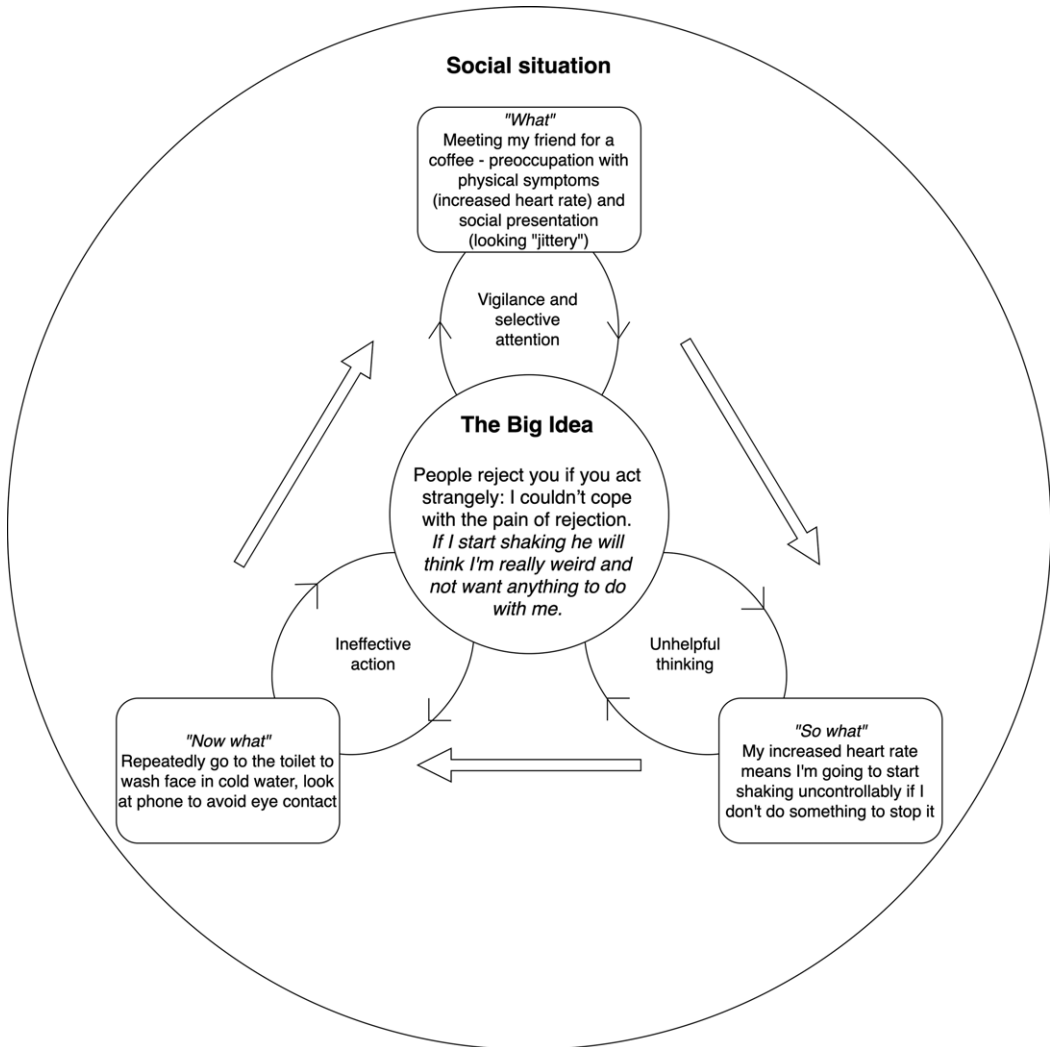 Social situation
"What"
Meeting my friend for a
coffee - preoccupation with
physical symptoms
(increased heart rate) and
social presentation
(looking "jittery")
Vigilance and
selective
attention
The Big Idea
People reject you if you act
strangely: I couldn’t cope
with the pain of rejection.
If I start shaking he will
think I'm really weird and
not want anything to do
with me.
Ineffective
action
Unhelpful
thinking
"Now what"
Repeatedly go to the toilet to
wash face in cold water, look
at phone to avoid eye contact
"So what"
My increased heart rate
means I'm going to start
shaking uncontrollably if I
don't do something to stop it